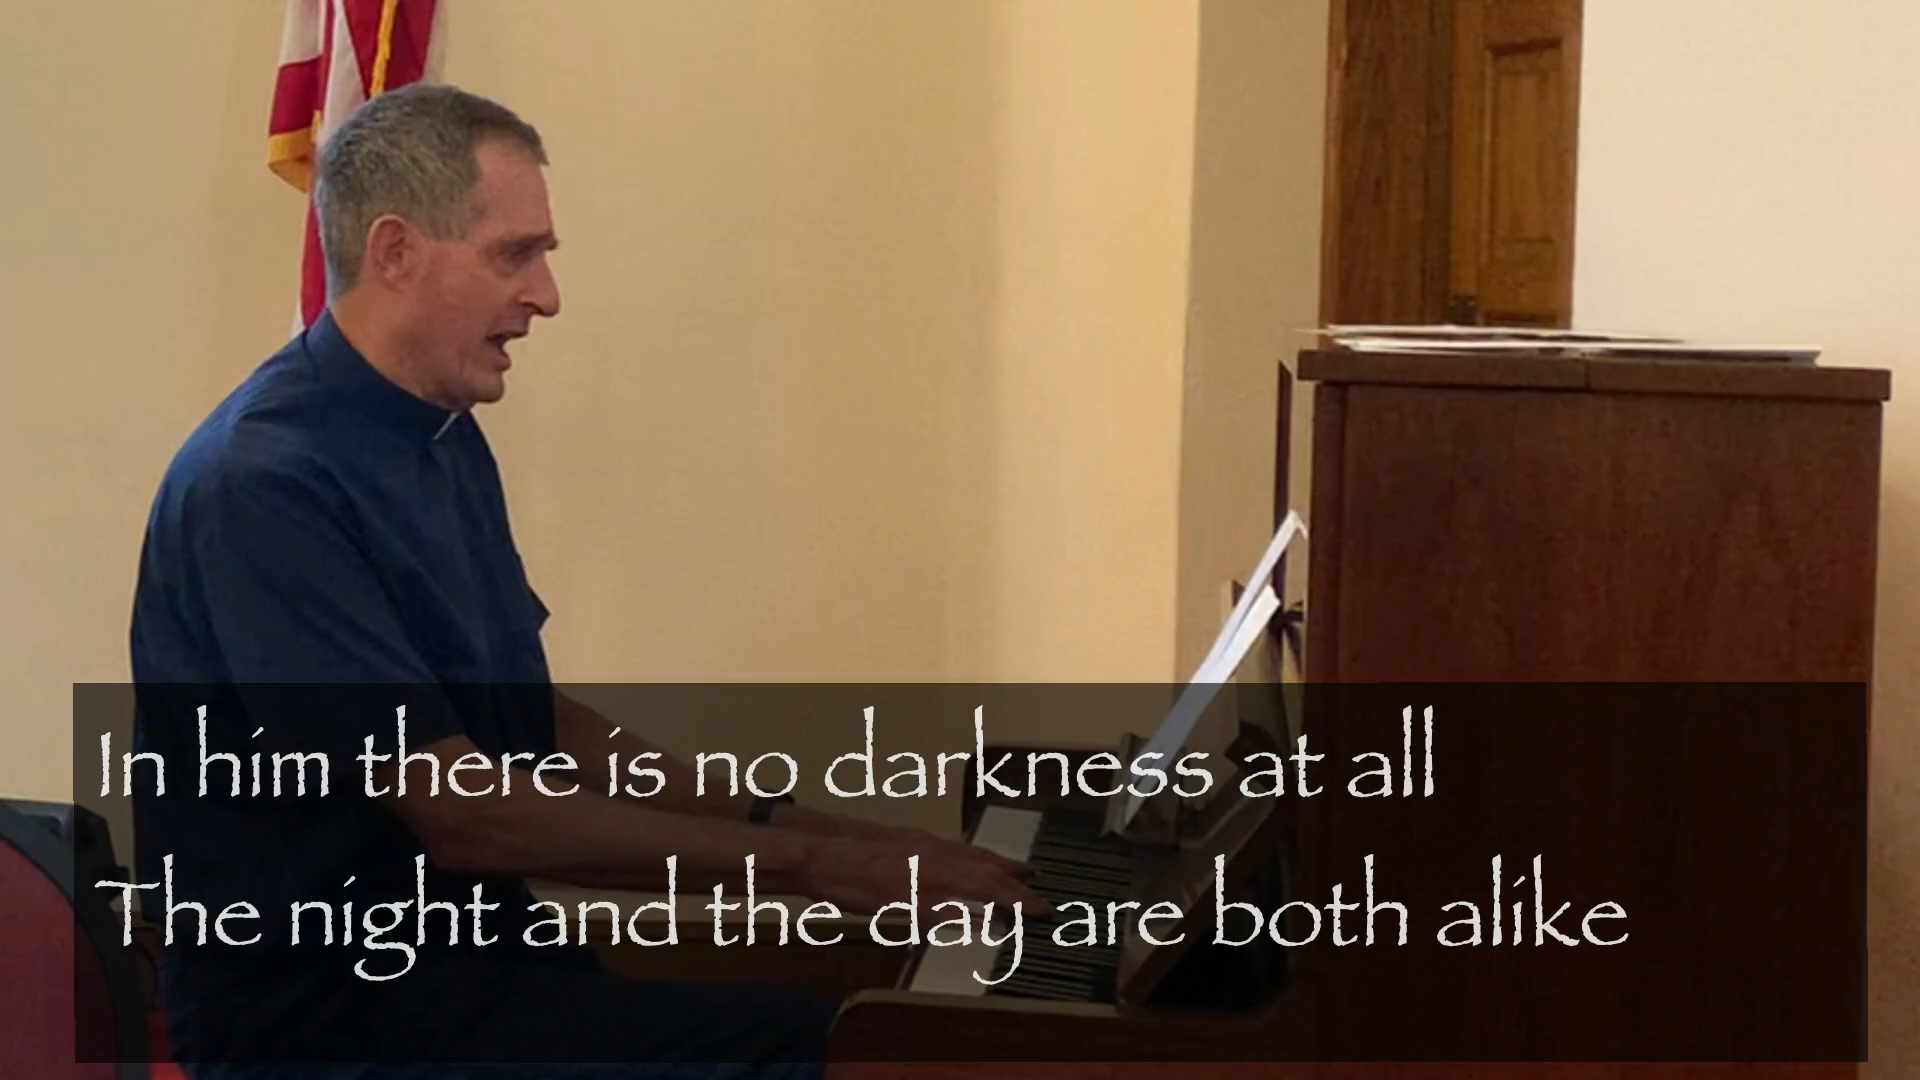 In him there is no darkness at all
The night and the day are both alike